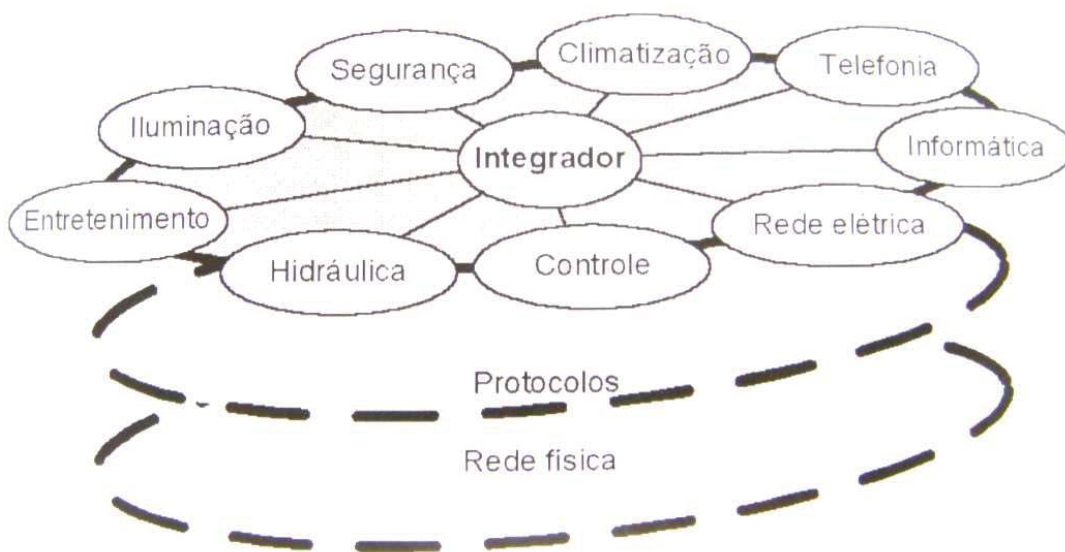 Climatização
Segurança
Telefonia
Iluminação
Integrador
Informática
Entretenimento
Rede elétrica
Hidráulica
Controle
Protocolos
Rede física